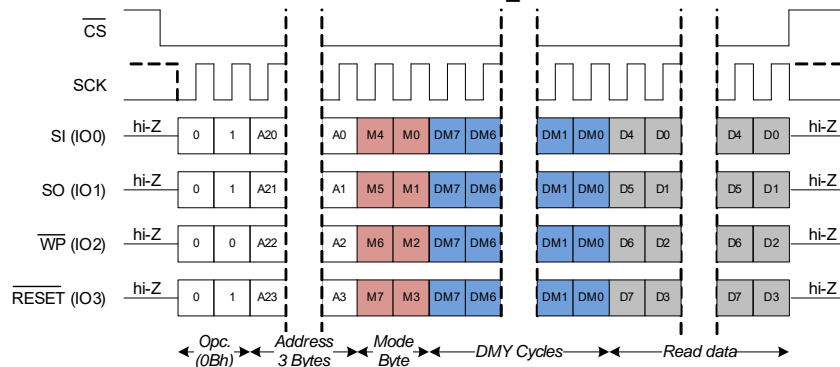 CS
SCK
SI (IO0) hi-Z 0 1 A20 A0 M4 M0 DM7 DM6 DM1 DM0 D4 D0 D4 D0 hi-Z
SO (IO1) hi-Z 0 1 A21 A1 M5 M1 DM7 DM6 DM1 DM0 D5 D1 D5 D1 hi-Z
WP (IO2) hi-Z 0 0 A22 A2 M6 M2 DM7 DM6 DM1 DM0 D6 D2 D6 D2 hi-Z
RESET (IO3) hi-Z 0 1 A23 A3 M7 M3 DM7 DM6 DM1 DM0 D7 D3 D7 D3 hi-Z
Opc. Address Mode DMY Cycles Read data
(0Bh) 3 Bytes Byte